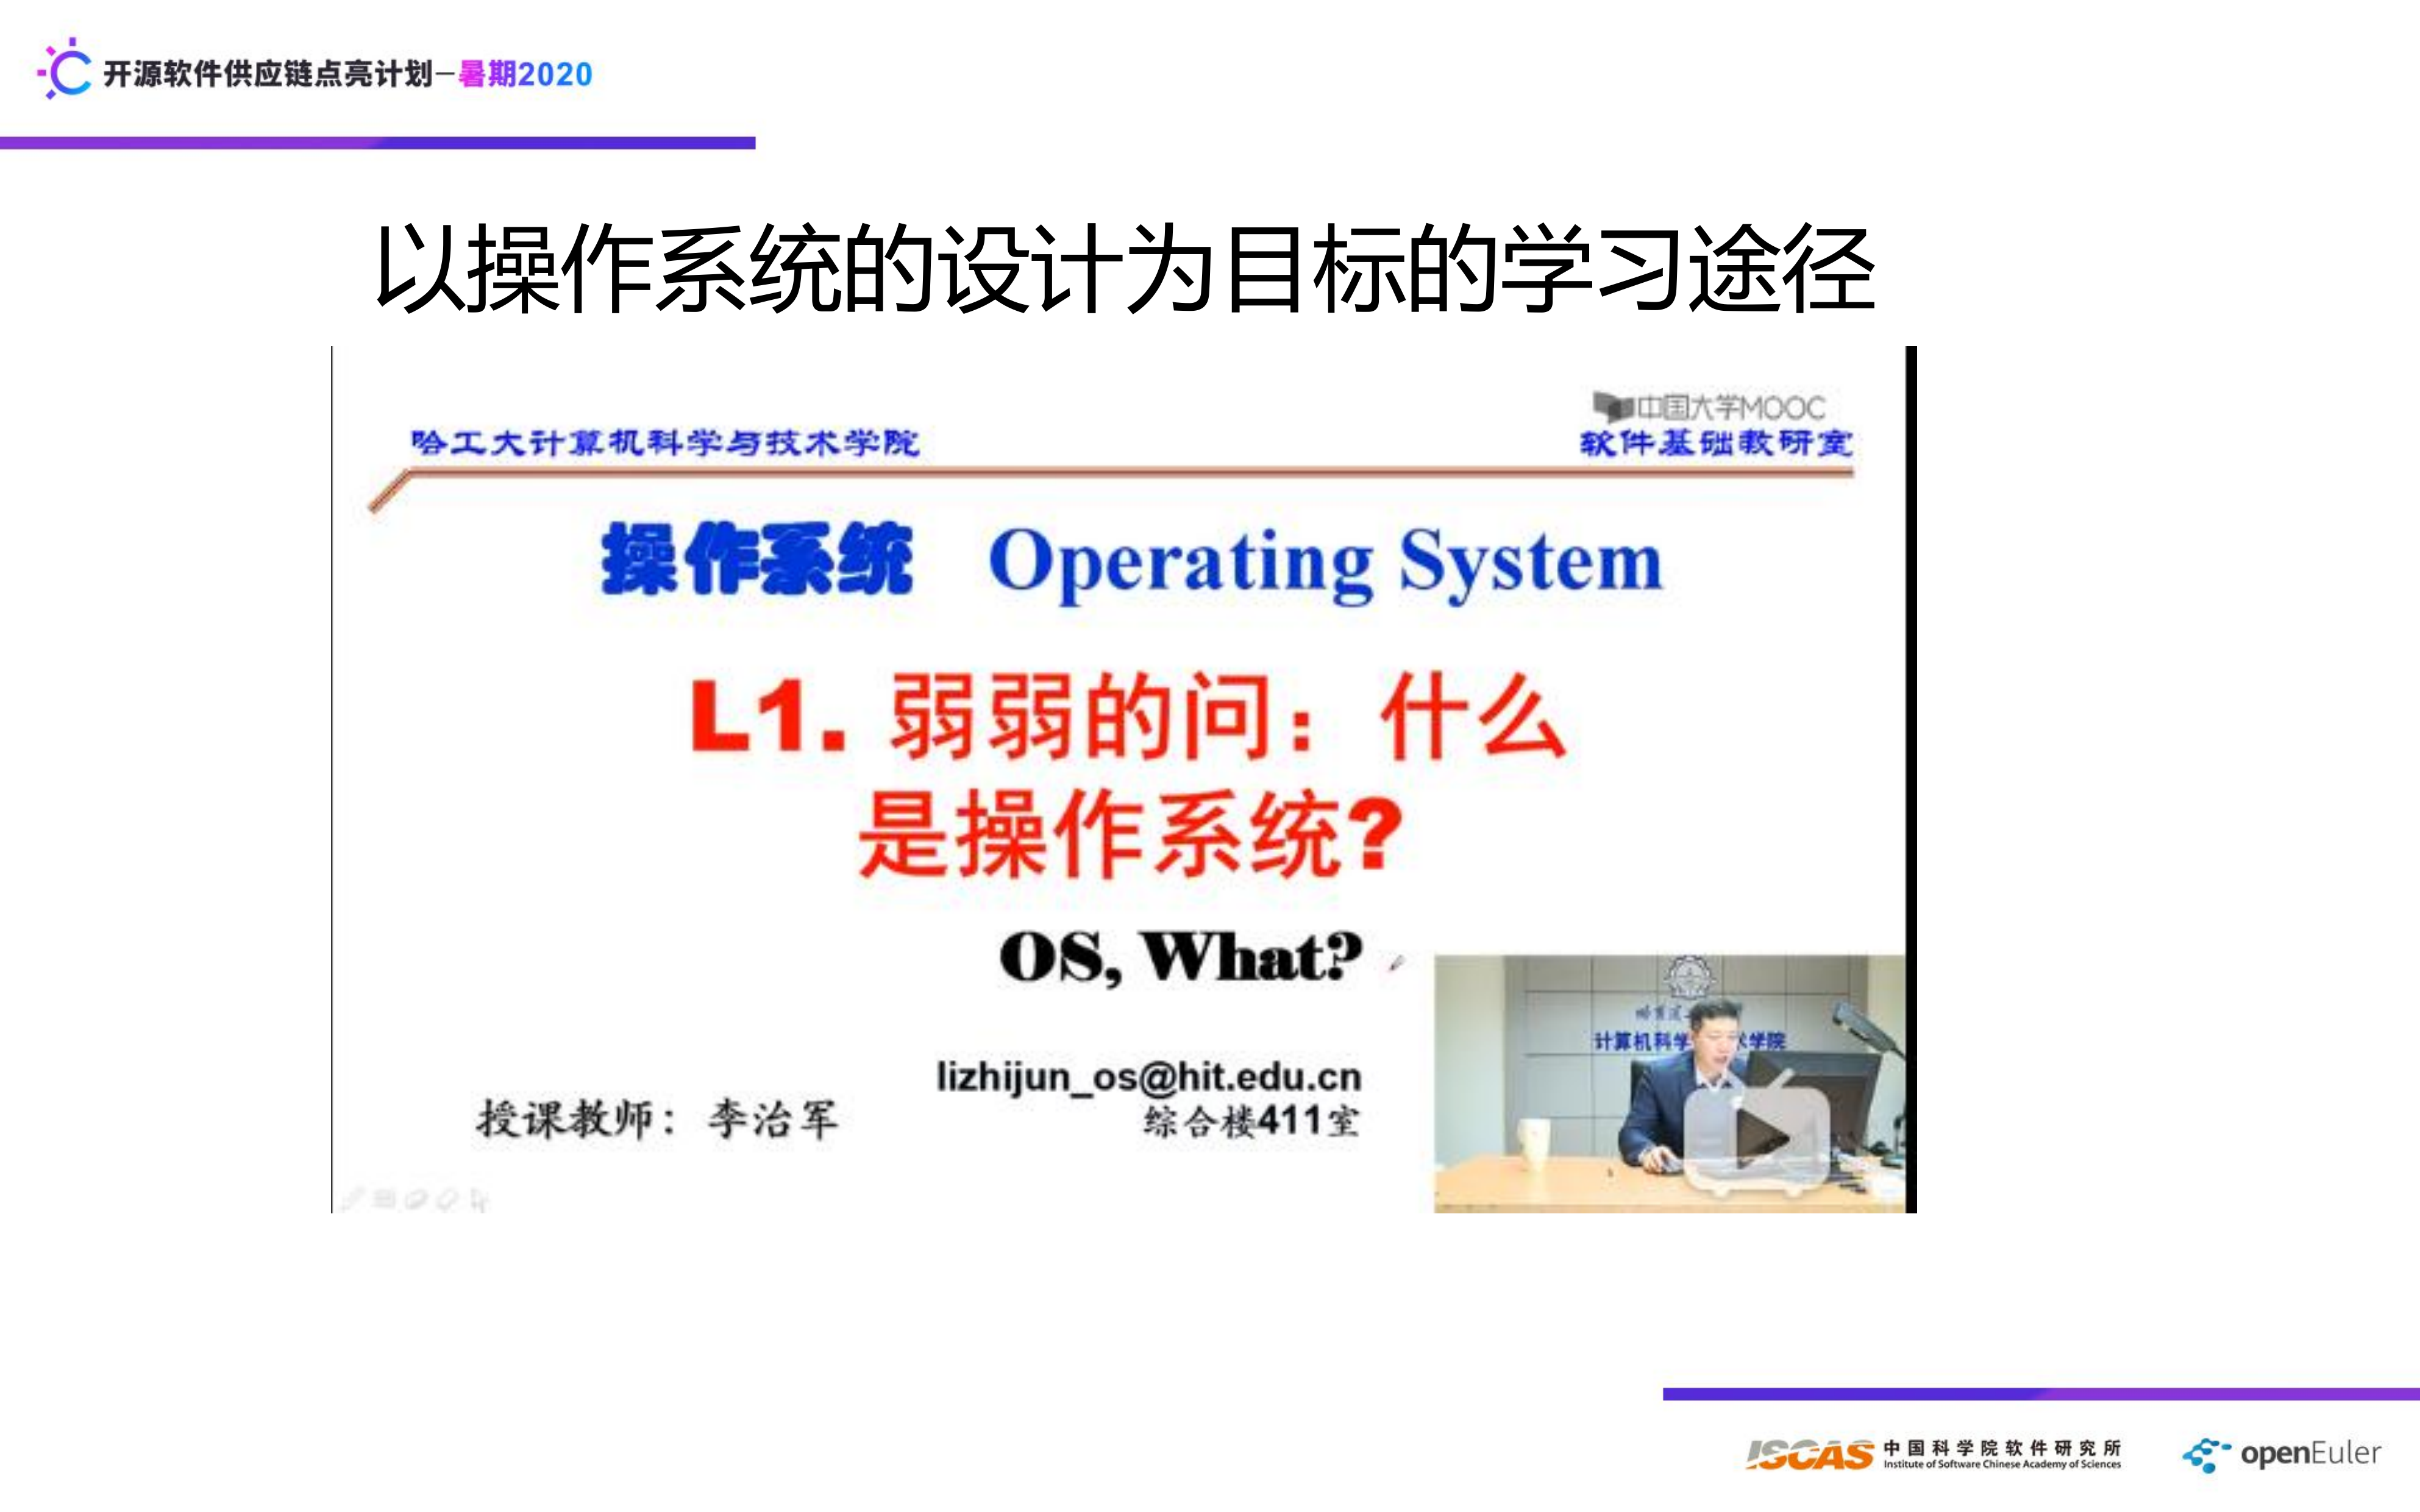 开源软件供应链点亮计划—暑期2020
以操作系统的设计为目标的学习途径
中国大学MOOC
哈工大计算机科学与技术学院
软件基础教研室
操作系统 Operating System
L1. 弱弱的问：什么
是操作系统?
OS, What?
计算机科学 术学院
lizhijun_os@hit.edu.cn
授课教师：李治军
综合楼411室
ISCAS 中国科学院软件研究所
Institute of Software Chinese Academy of Sciences
openEuler